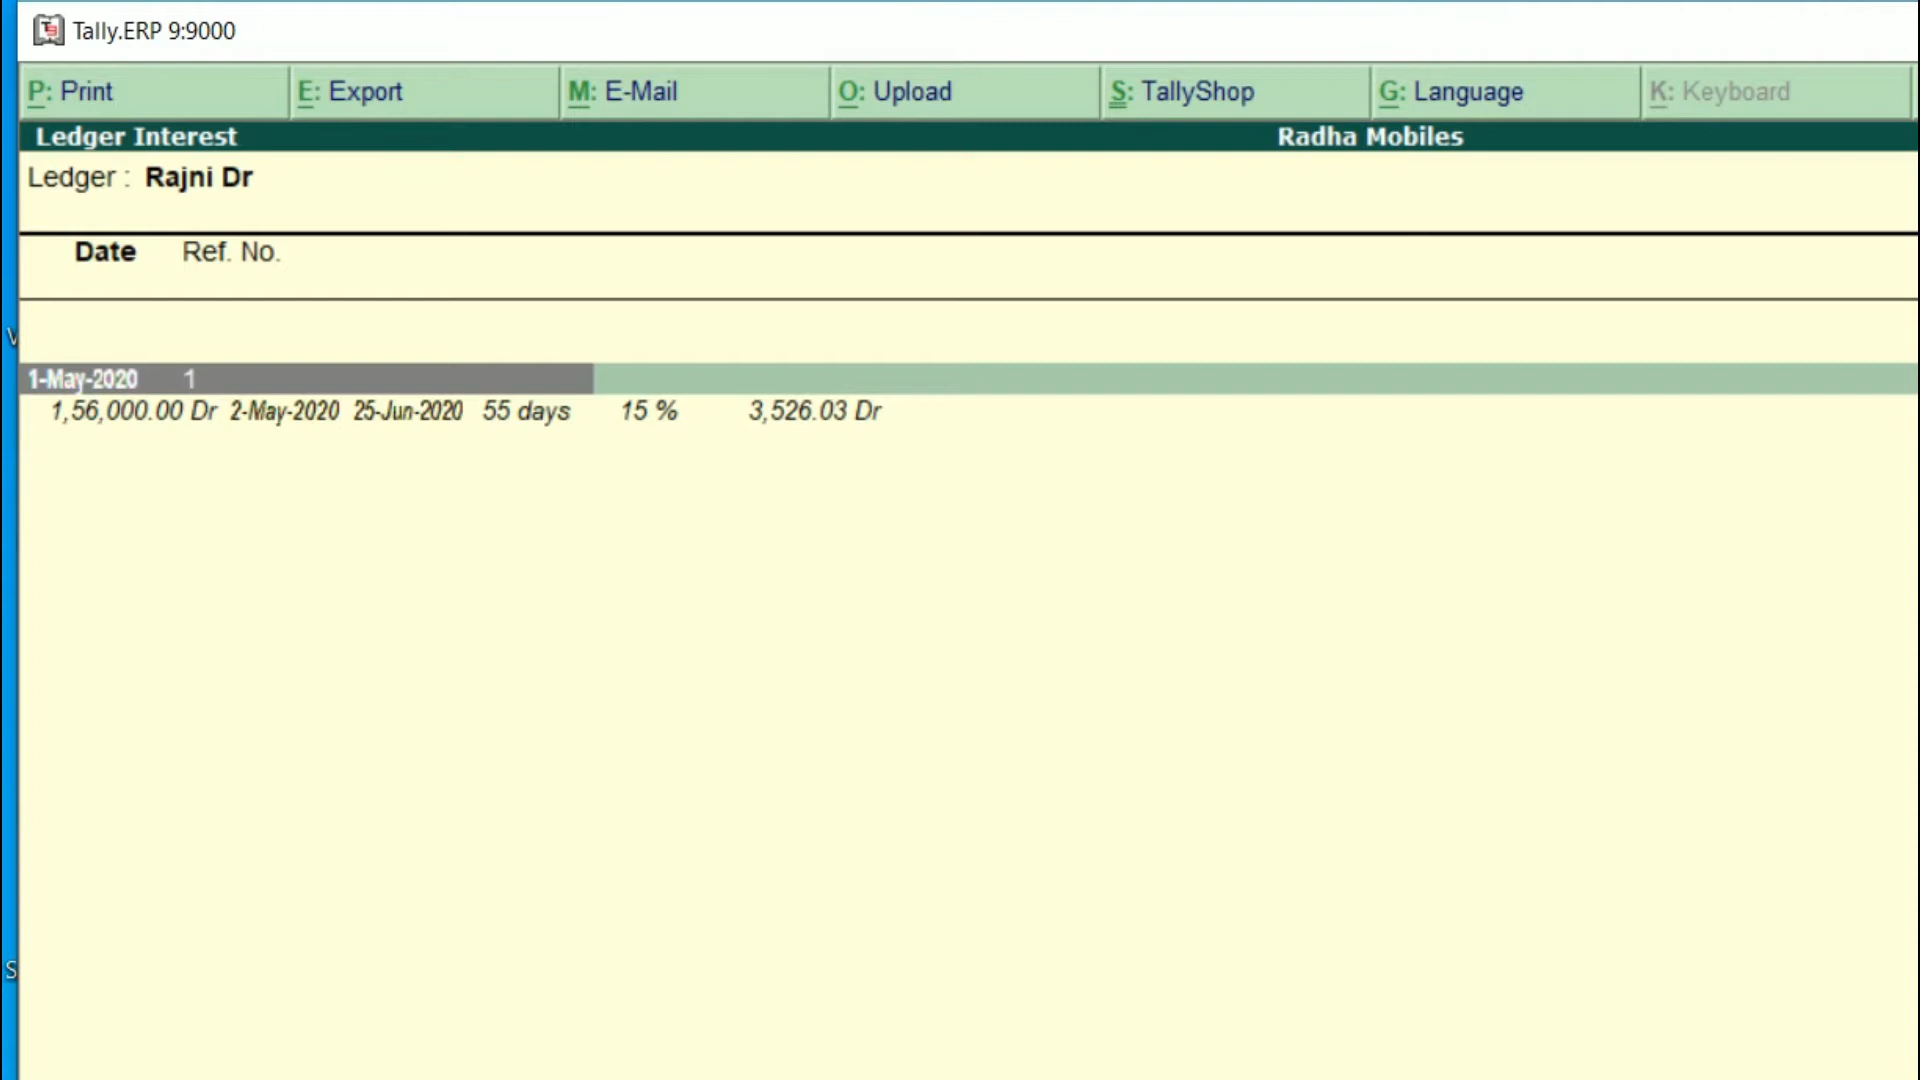 Tally.ERP 9:9000
P: Print E: Export M: E-Mail O: Upload S: TallyShop G: Language K: Keyboard
Ledger Interest Radha Mobiles
Ledger : Rajni Dr
Date Ref. No.
1-May-2020 1
1,56,000.00 Dr 2-May-2020 25-Jun-2020 55 days 15 % 3,526.03 Dr